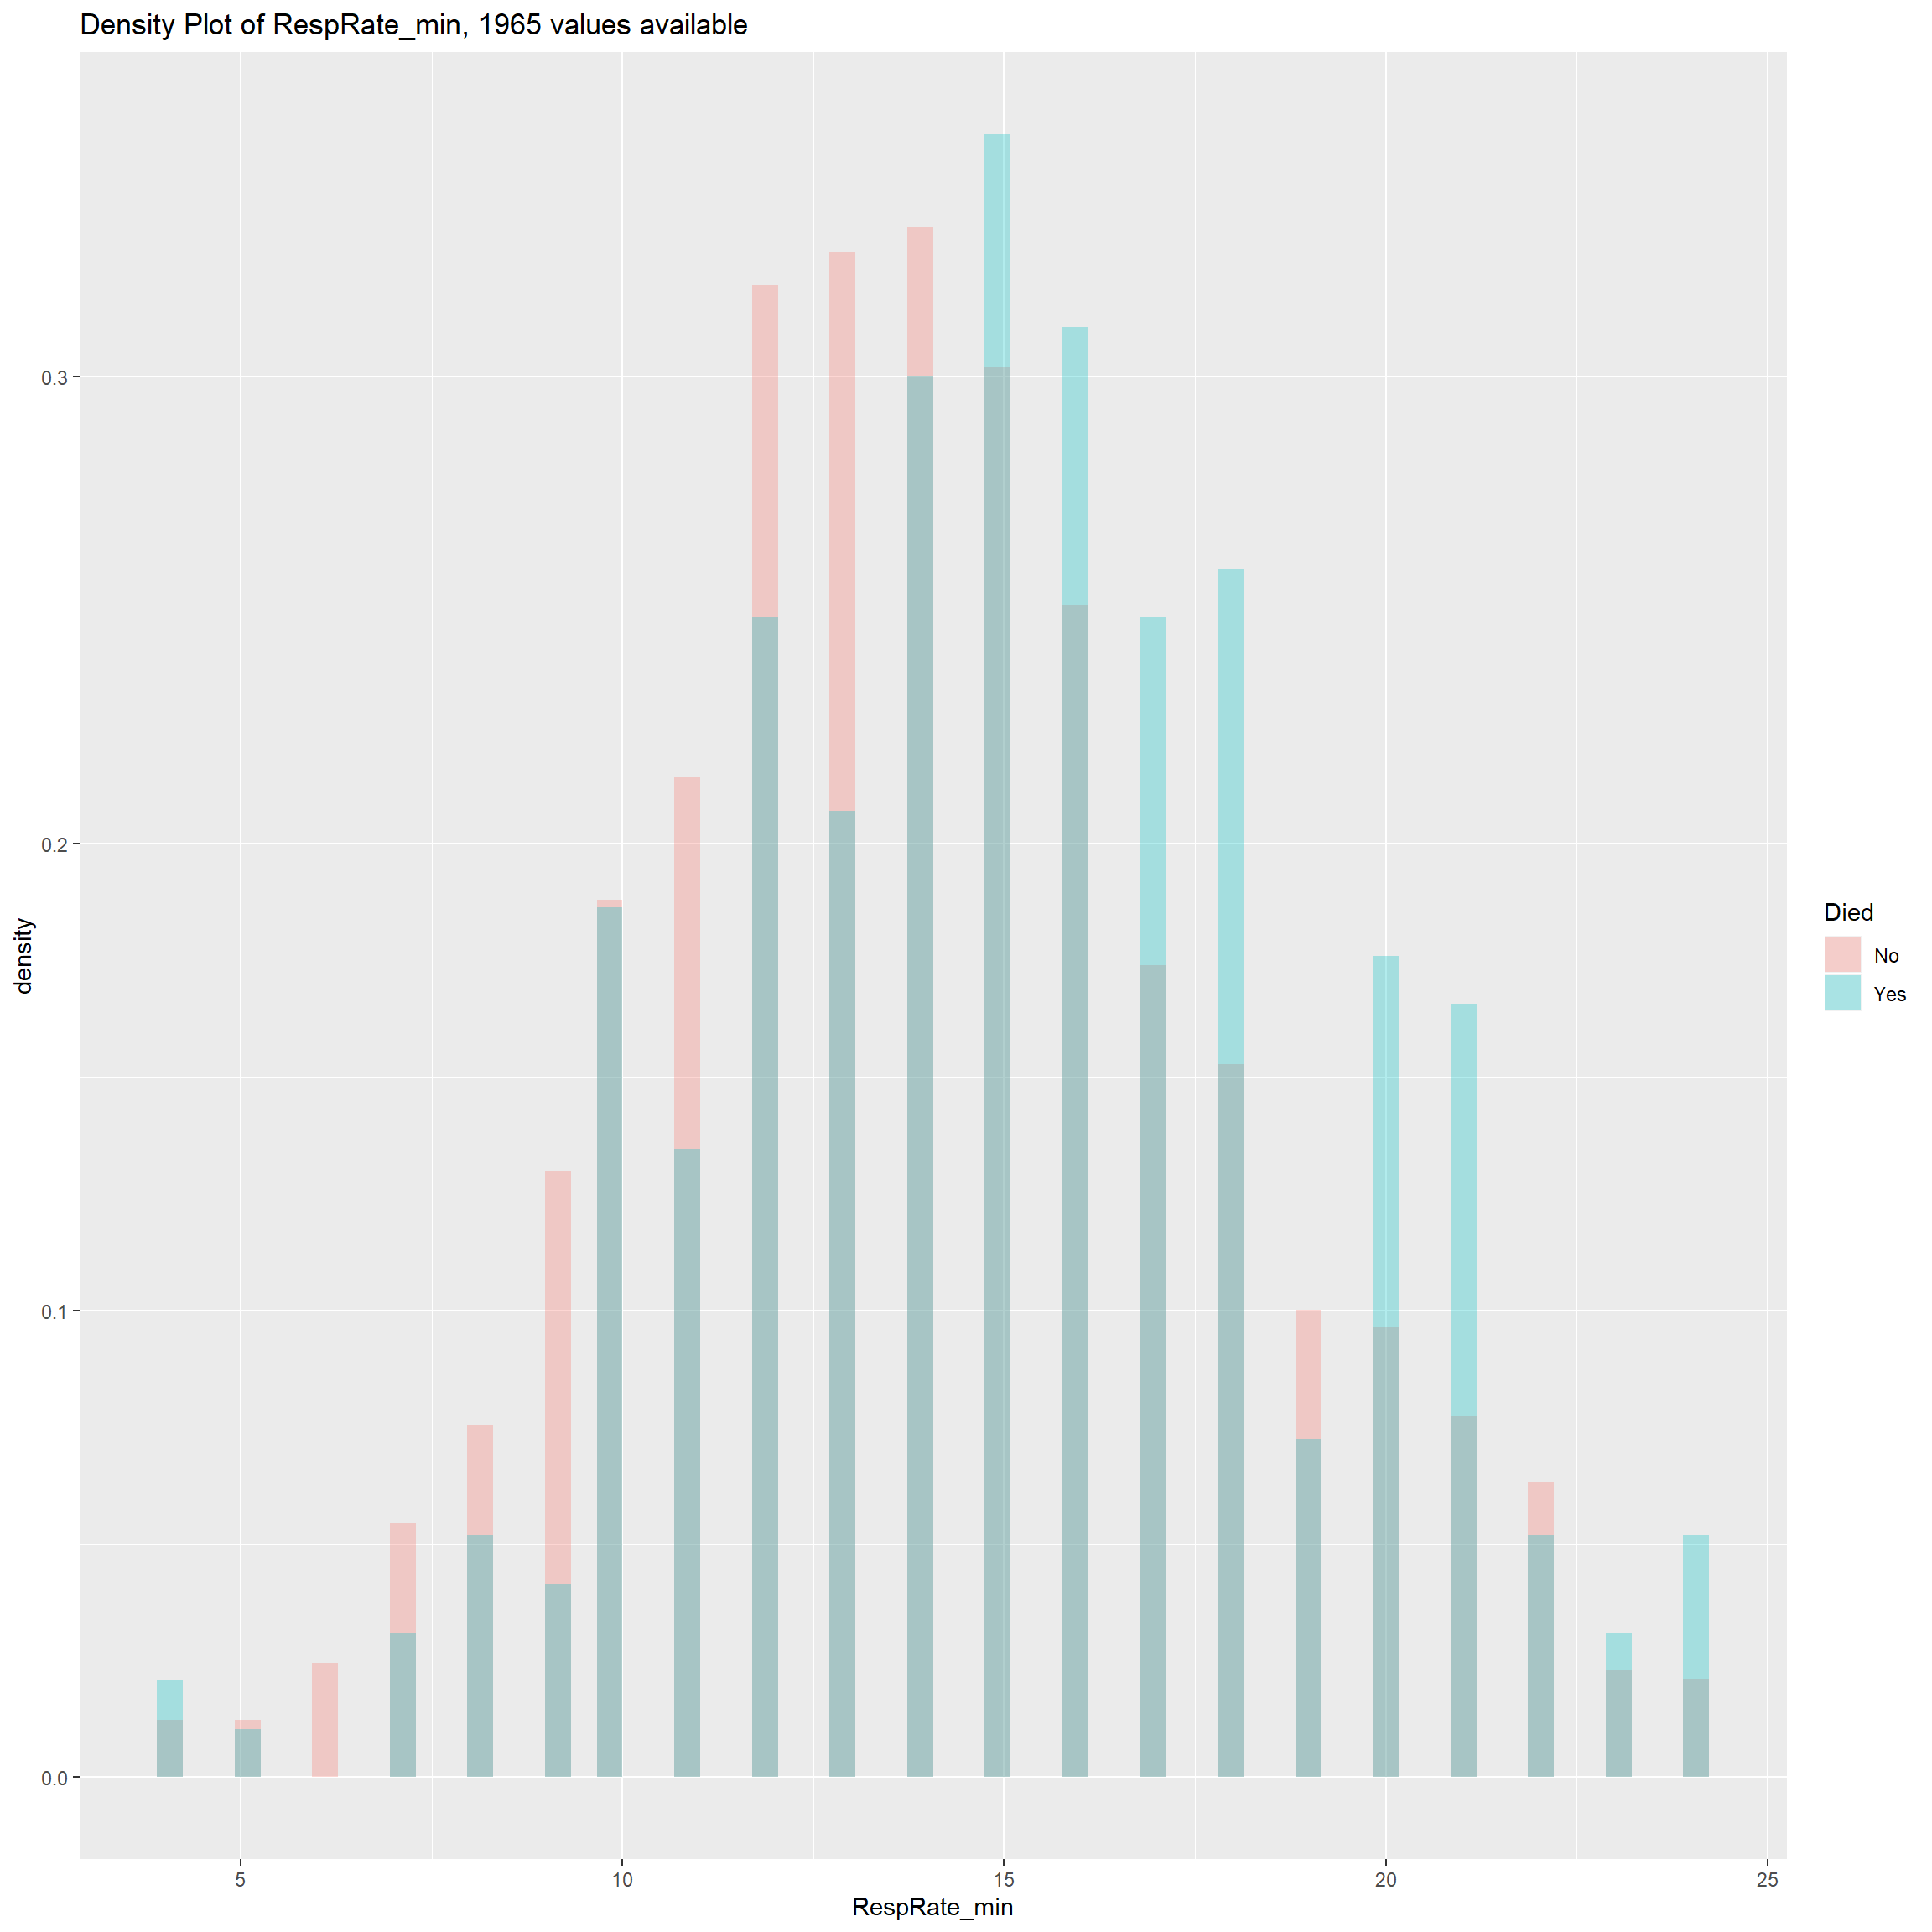 Density Plot of RespRate_min, 1965 values available
0.3
0.2
0.1
0.0
density
5 10 15 20 25
RespRate_min
Died
No
Yes